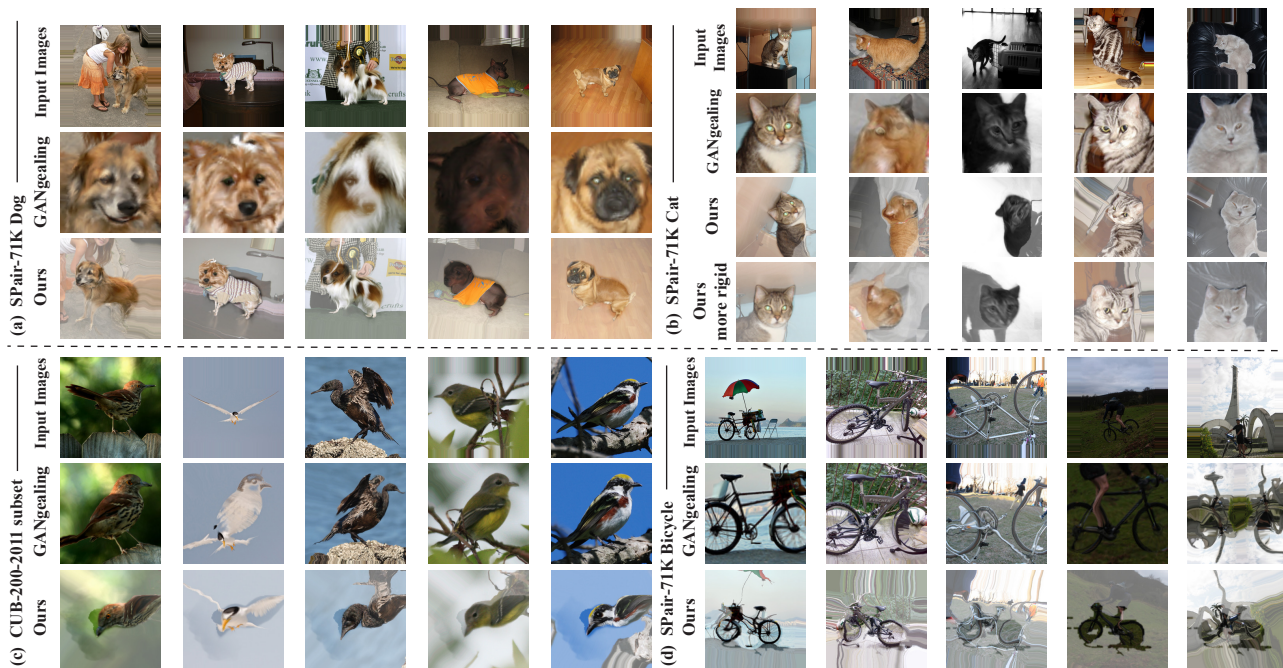 (a) SPair-71K Dog
Input Images
GANgealing
Ours
(b) SPair-71K Cat
Input
Images
GANgealing
Ours
Ours
more rigid
(c) CUB-200-2011 subset
Input Images
GANgealing
Ours
(d) SPair-71K Bicycle
Input Images
GANgealing
Ours